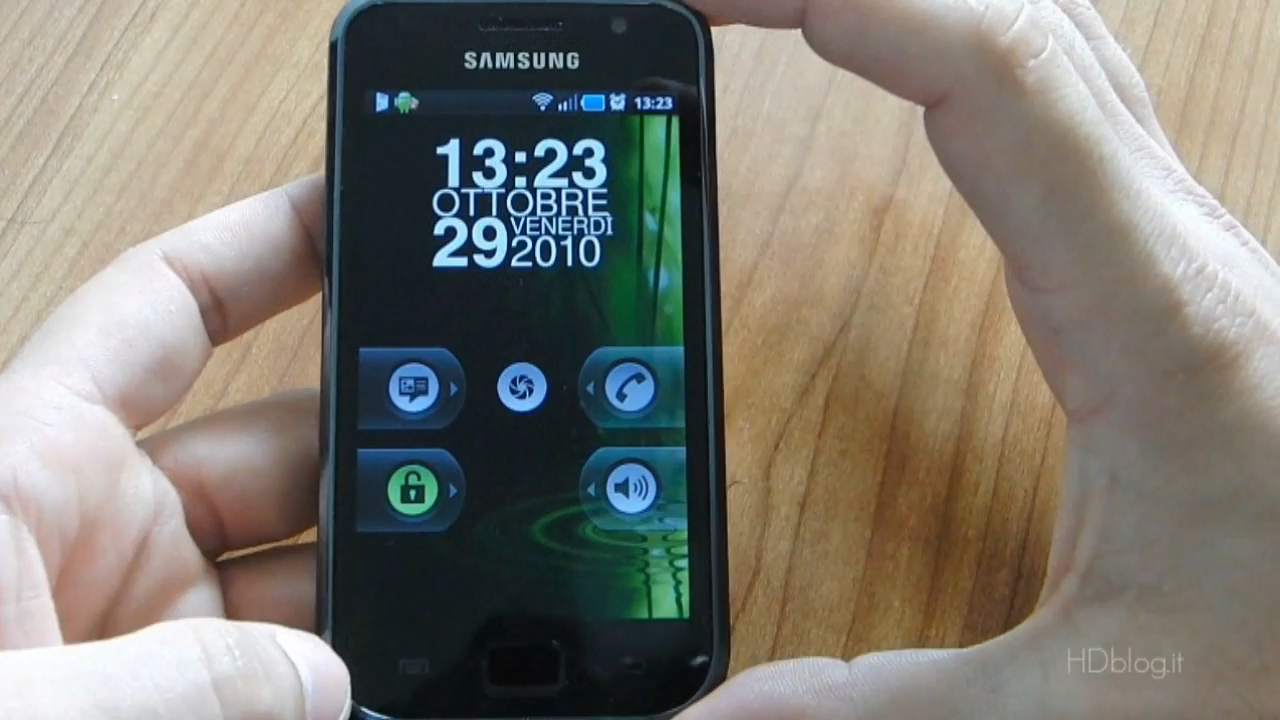 SAMSUNG
13:23
13:23
OTTOBRE
29 VENERDI
2010
HDblog.it